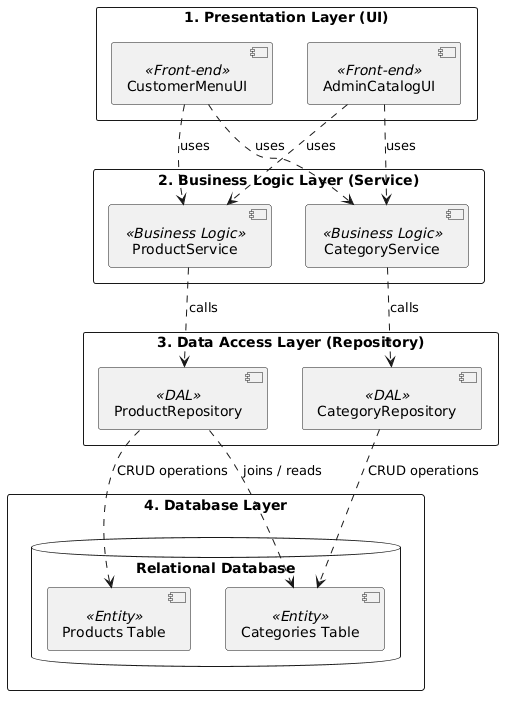 1. Presentation Layer (UI)
«Front-end»
CustomerMenuUI
«Front-end»
AdminCatalogUI
uses
uses
uses
uses
2. Business Logic Layer (Service)
«Business Logic»
ProductService
«Business Logic»
CategoryService
calls
calls
3. Data Access Layer (Repository)
«DAL»
ProductRepository
«DAL»
CategoryRepository
CRUD operations
joins / reads
CRUD operations
4. Database Layer
Relational Database
«Entity»
Products Table
«Entity»
Categories Table